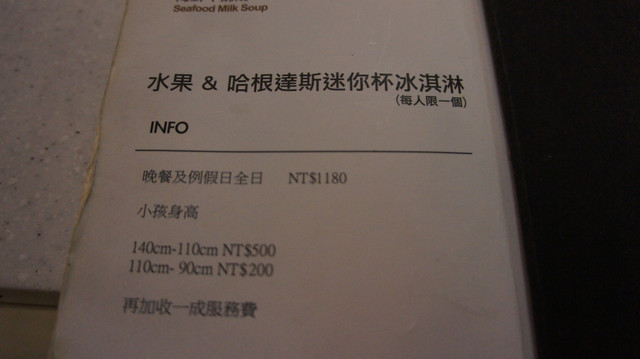 Seafood Milk Soup
水果 & 哈根達斯迷你杯冰淇淋
(每人限一個)
INFO
晚餐及例假日全日 NT$1180
小孩身高
140cm-110cm NT$500
110cm- 90cm NT$200
再加收一成服務費